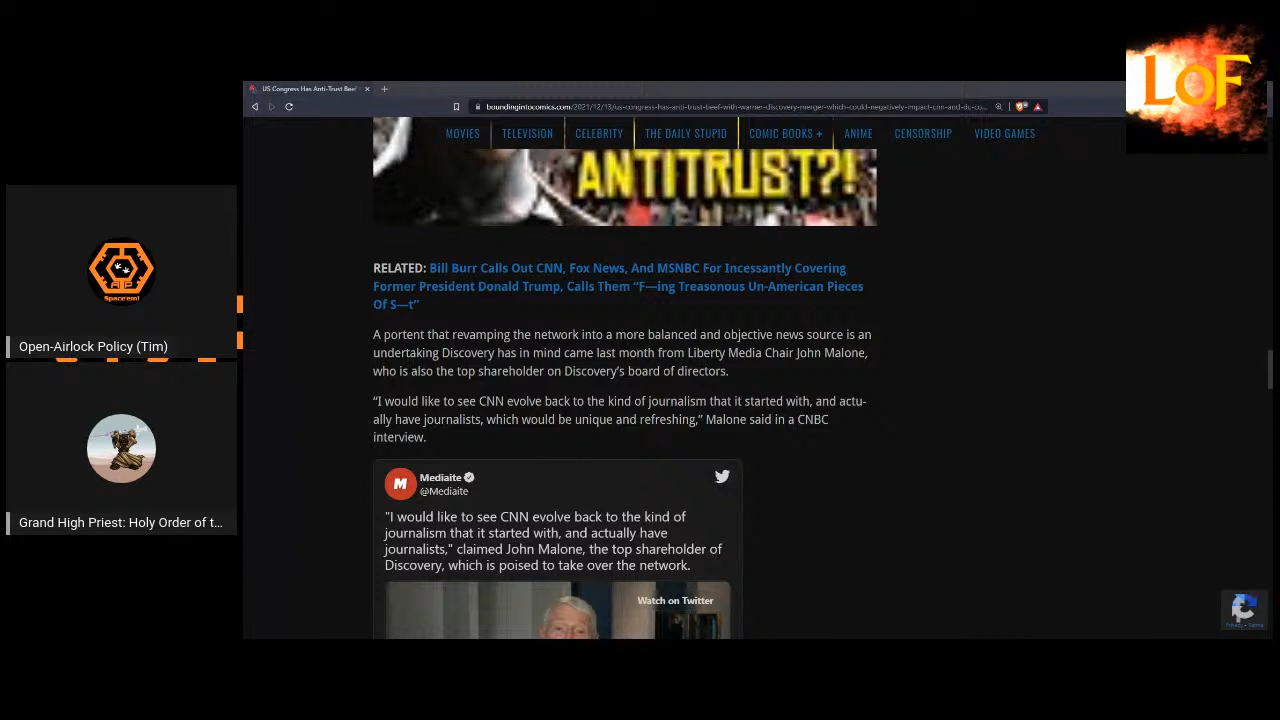 LOF
US Congress Has Anti-Trust Beef
boundingintocomics.com/2021/12/13/us-congress-has-anti-trust-beef-with-warner-discovery-merger-which-could-negatively-impact-cnn-and-dc-co...
MOVIES TELEVISION CELEBRITY THE DAILY STUPID COMIC BOOKS + ANIME CENSORSHIP VIDEO GAMES
ANTITRUST?!
RELATED: Bill Burr Calls Out CNN, Fox News, And MSNBC For Incessantly Covering
Former President Donald Trump, Calls Them “F—ing Treasonous Un-American Pieces
Of S—t”
A portent that revamping the network into a more balanced and objective news source is an
undertaking Discovery has in mind came last month from Liberty Media Chair John Malone,
who is also the top shareholder on Discovery’s board of directors.
“I would like to see CNN evolve back to the kind of journalism that it started with, and actu-
ally have journalists, which would be unique and refreshing,” Malone said in a CNBC
interview.
M
Mediaite
@Mediaite
"I would like to see CNN evolve back to the kind of
journalism that it started with, and actually have
journalists," claimed John Malone, the top shareholder of
Discovery, which is poised to take over the network.
Watch on Twitter
Privacy - Terms
Space'em!
Open-Airlock Policy (Tim)
Grand High Priest: Holy Order of t...